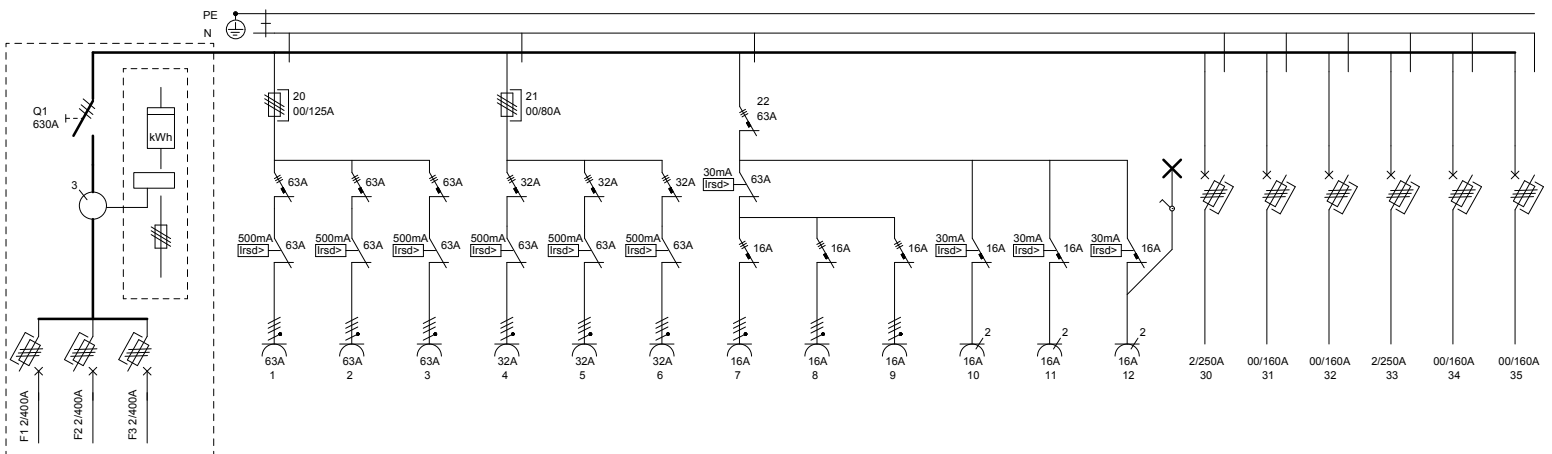 PE
N
Q1
630A
kWh
3
F1 2/400A
F2 2/400A
F3 2/400A
20
00/125A
21
00/80A
22
63A
63A
63A
63A
32A
32A
32A
30mA
Irsd>
63A
500mA
Irsd>
63A
500mA
Irsd>
63A
500mA
Irsd>
63A
500mA
Irsd>
63A
500mA
Irsd>
63A
500mA
Irsd>
63A
16A
16A
16A
30mA
Irsd>
16A
30mA
Irsd>
16A
30mA
Irsd>
16A
2
2
2
63A
63A
63A
32A
32A
32A
16A
16A
16A
16A
16A
16A
2/250A
00/160A
00/160A
2/250A
00/160A
00/160A
1
2
3
4
5
6
7
8
9
10
11
12
30
31
32
33
34
35